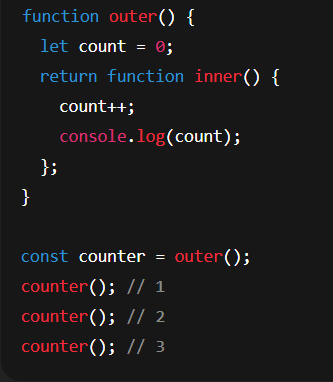 function outer() {
  let count = 0;
  return function inner() {
    count++;
    console.log(count);
  };
}

const counter = outer();
counter(); // 1
counter(); // 2
counter(); // 3